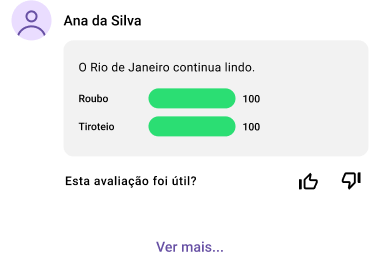 Ana da Silva
O Rio de Janeiro continua lindo.
Roubo 100
Tiroteio 100
Esta avaliação foi útil?
Ver mais...